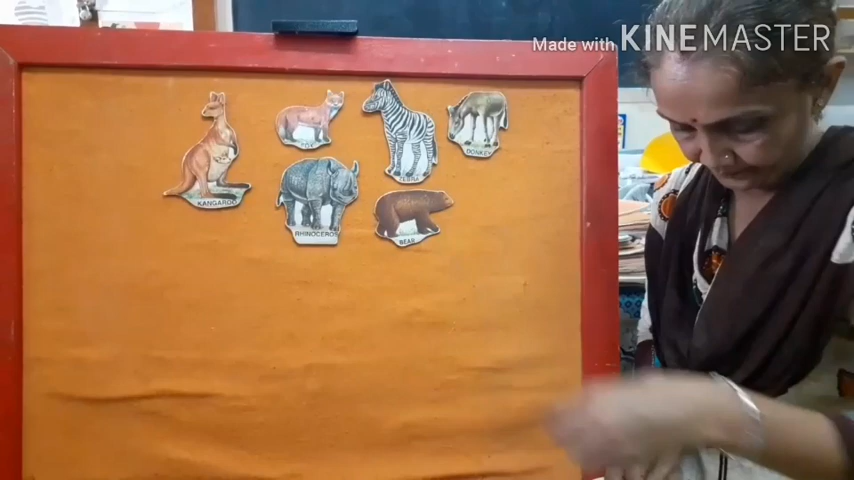 Made with KINEMASTER
KANGAROO
FOX
ZEBRA
DONKEY
RHINOCEROS
BEAR